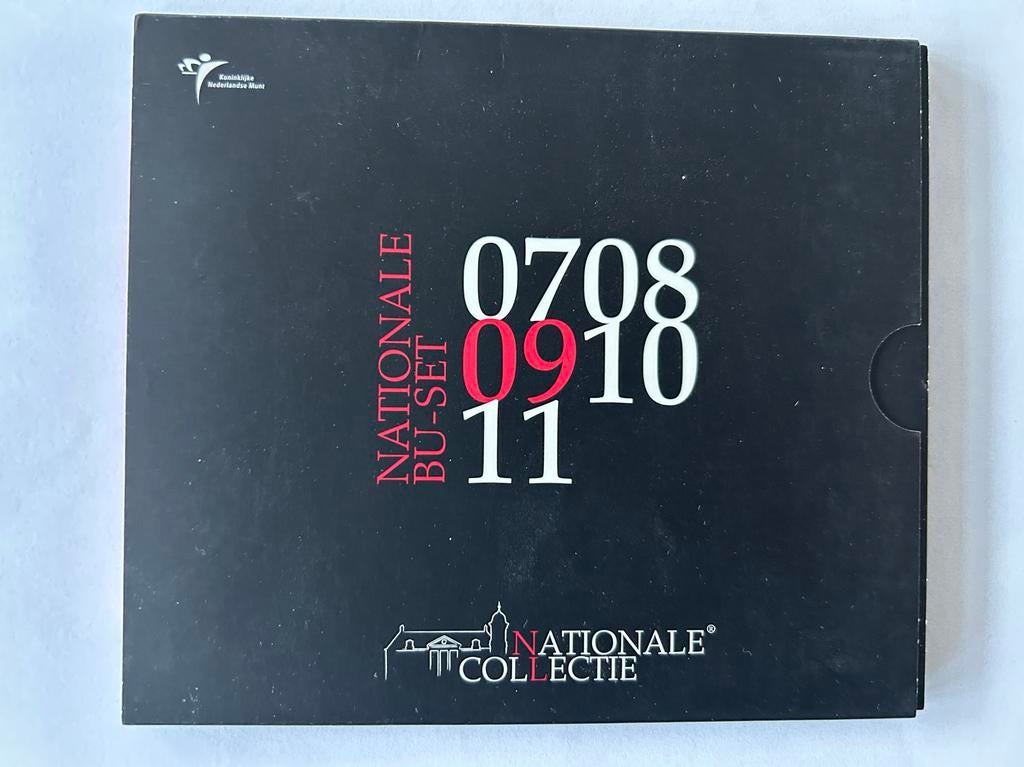 Koninklijke
Nederlandse Munt
NATIONALE
BU-SET
0708
0910
11
NATIONALE®
COLLECTIE